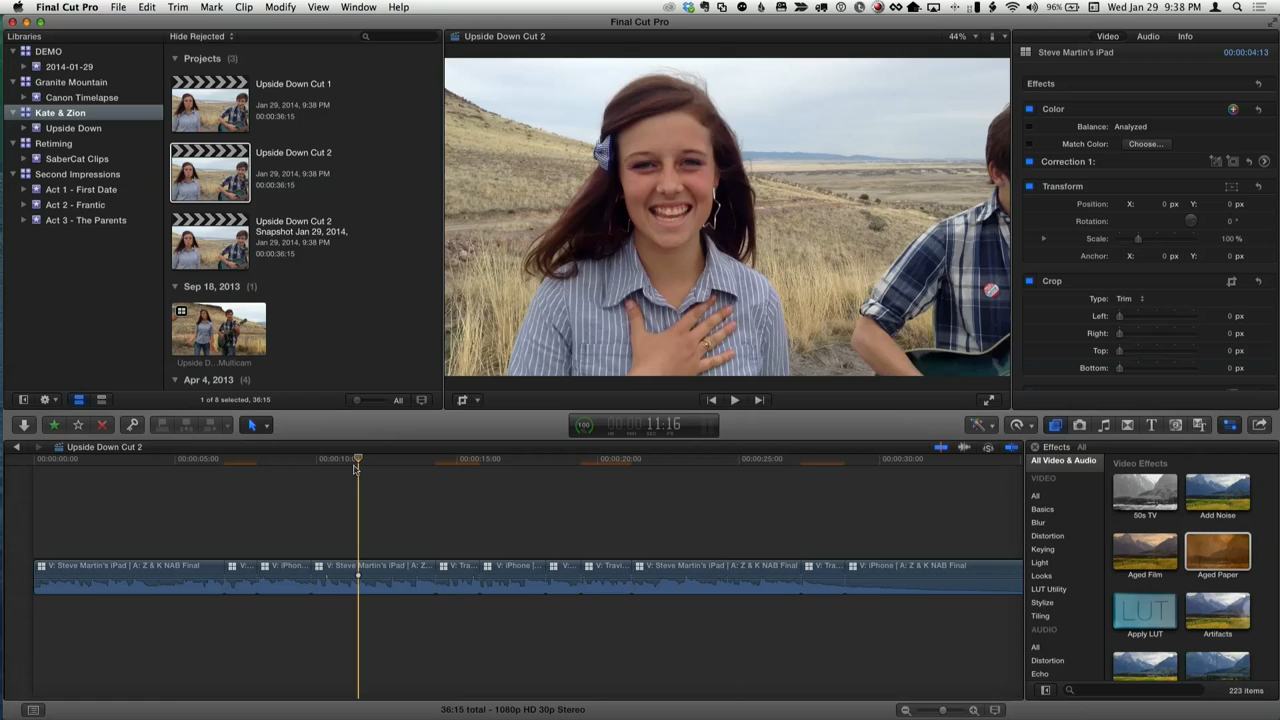 Final Cut Pro File Edit Trim Mark Clip Modify View Window Help 96% Wed Jan 29 9:38 PM
Final Cut Pro
Libraries
DEMO
2014-01-29
Granite Mountain
Canon Timelapse
Kate & Zion
Upside Down
Retiming
SaberCat Clips
Second Impressions
Act 1 - First Date
Act 2 - Frantic
Act 3 - The Parents
Hide Rejected
Projects (3)
Upside Down Cut 1
Jan 29, 2014, 9:38 PM
00:00:36:15
Upside Down Cut 2
Jan 29, 2014, 9:38 PM
00:00:36:15
Upside Down Cut 2
Snapshot Jan 29, 2014,
Jan 29, 2014, 9:38 PM
00:00:36:15
Sep 18, 2013 (1)
Upside D...Multicam
Apr 4, 2013 (4)
1 of 8 selected, 36:15
All
Upside Down Cut 2
44%
Video Audio Info
Steve Martin's iPad 00:00:04:13
Effects
Color
Balance: Analyzed
Match Color: Choose...
Correction 1:
Transform
Position: X: 0 px Y: 0 px
Rotation: 0 °
Scale: 100 %
Anchor: X: 0 px Y: 0 px
Crop
Type: Trim
Left: 0 px
Right: 0 px
Top: 0 px
Bottom: 0 px
100 00:00 11:16
HR MIN SEC FR
Upside Down Cut 2
00:00:00:00 00:00:05:00 00:00:10:00 00:00:15:00 00:00:20:00 00:00:25:00 00:00:30:00
V: Steve Martin's iPad | A: Z & K NAB Final
V:...
V: iPhon...
V: Steve Martin's iPad | A: Z...
V: Tra...
V: iPhone |...
V:...
V: Travi...
V: Steve Martin's iPad | A: Z & K NAB Final
V: Tra...
V: iPhone | A: Z & K NAB Final
Effects All
All Video & Audio
VIDEO
All
Basics
Blur
Distortion
Keying
Light
Looks
LUT Utility
Stylize
Tiling
AUDIO
All
Distortion
Echo
Video Effects
50s TV
Add Noise
Aged Film
Aged Paper
LUT
Apply LUT
Artifacts
223 items
36:15 total - 1080p HD 30p Stereo